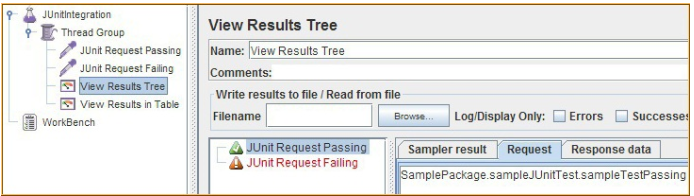 JUnitIntegration
Thread Group
JUnit Request Passing
JUnit Request Failing
View Results Tree
View Results in Table
WorkBench
View Results Tree
Name: View Results Tree
Comments:
Write results to file / Read from file
Filename Browse... Log/Display Only: Errors Successes
JUnit Request Passing
JUnit Request Failing
Sampler result Request Response data
SamplePackage.sampleJUnitTest.sampleTestPassing